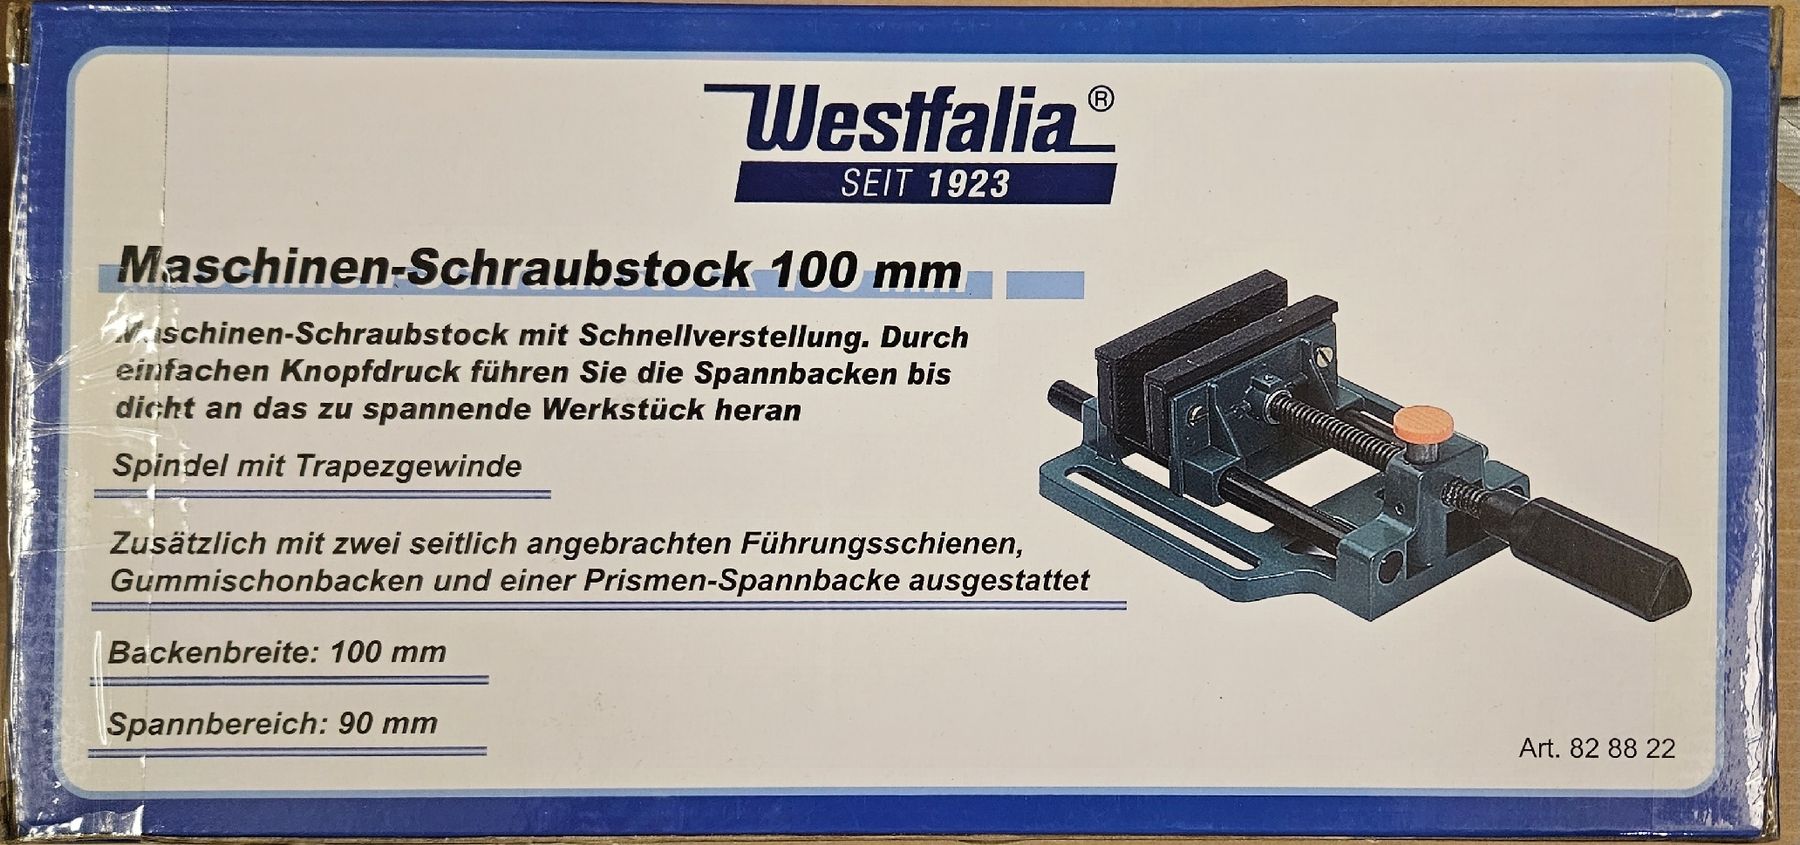 Westfalia®
SEIT 1923
Maschinen-Schraubstock 100 mm
Maschinen-Schraubstock mit Schnellverstellung. Durch
einfachen Knopfdruck führen Sie die Spannbacken bis
dicht an das zu spannende Werkstück heran
Spindel mit Trapezgewinde
Zusätzlich mit zwei seitlich angebrachten Führungsschienen,
Gummischonbacken und einer Prismen-Spannbacke ausgestattet
Backenbreite: 100 mm
Spannbereich: 90 mm
Art. 82 88 22